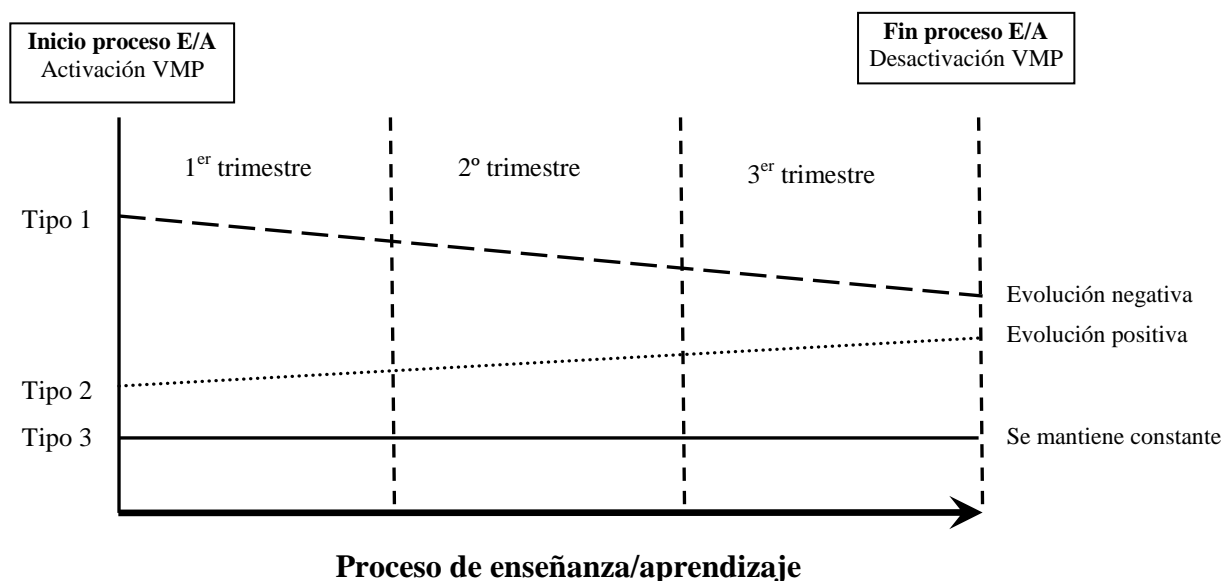 Inicio proceso E/A
Activación VMP
Fin proceso E/A
Desactivación VMP
1er trimestre
2º trimestre
3er trimestre
Tipo 1
Evolución negativa
Evolución positiva
Tipo 2
Tipo 3
Se mantiene constante
Proceso de enseñanza/aprendizaje